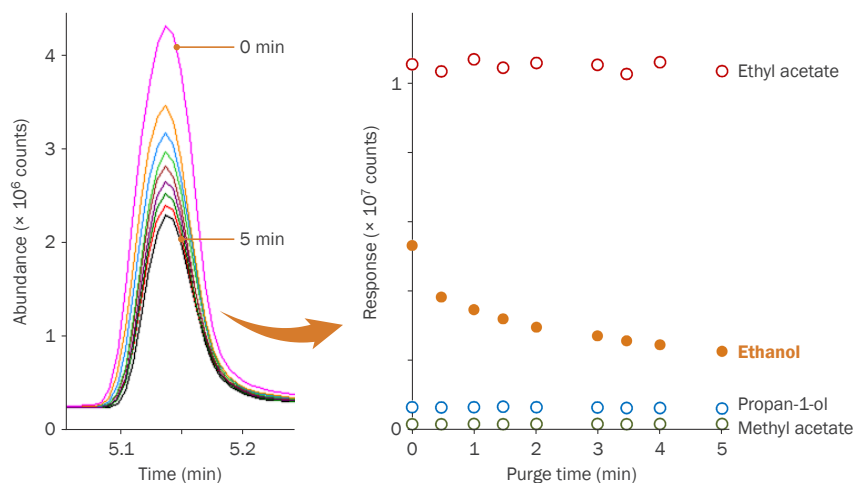 Abundance (× 10⁶ counts)
4
3
2
1
0
0 min
5 min
5.1
5.2
Time (min)
Response (× 10⁷ counts)
1
0
Ethyl acetate
Ethanol
Propan-1-ol
Methyl acetate
0 1 2 3 4 5
Purge time (min)